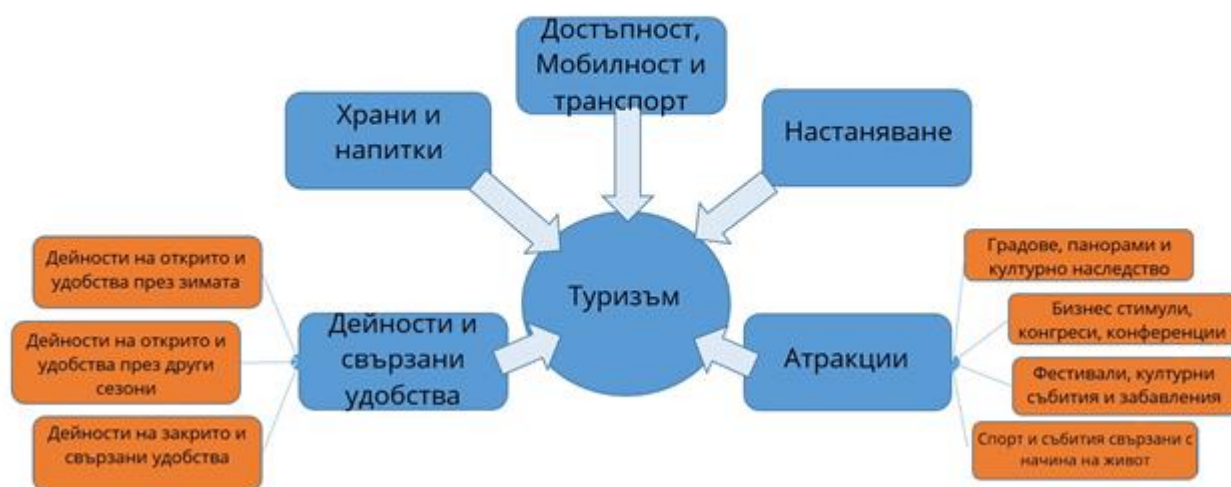 Достъпност,
Мобилност и
транспорт
Храни и
напитки
Настаняване
Туризъм
Дейности и
свързани
удобства
Атракции
Дейности на открито и
удобства през зимата
Дейности на открито и
удобства през други
сезони
Дейности на закрито и
свързани удобства
Градове, панорами и
културно наследство
Бизнес стимули,
конгреси, конференции
Фестивали, културни
събития и забавления
Спорт и събития свързани с
начина на живот